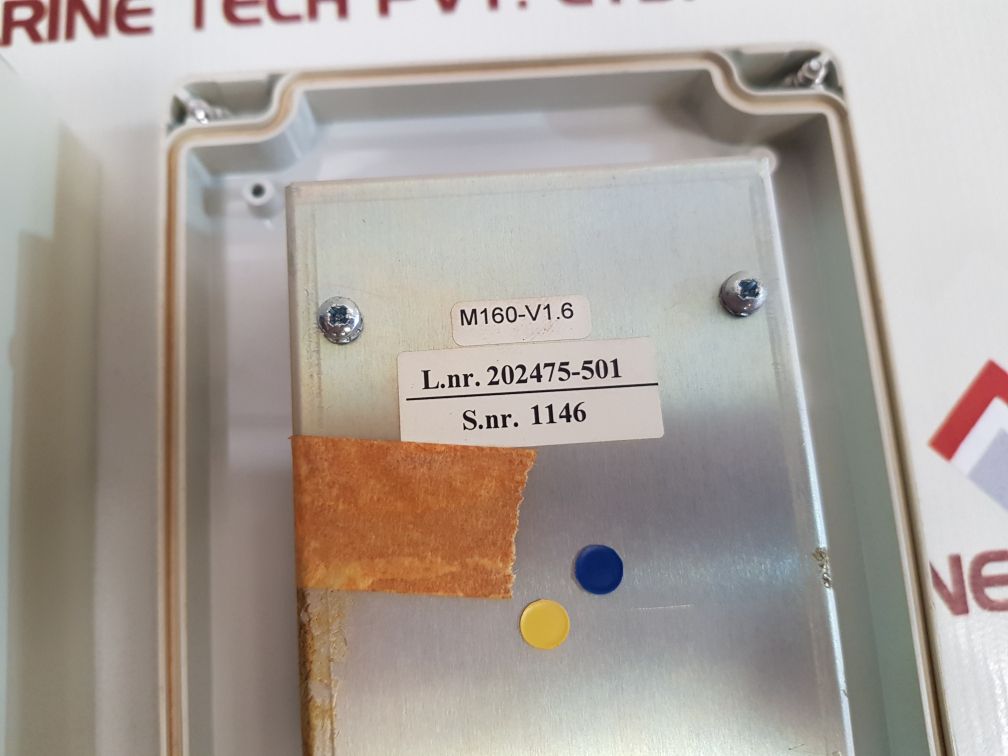 RINE TECH PVT. LTD.
M160-V1.6
L.nr. 202475-501
S.nr. 1146
NE